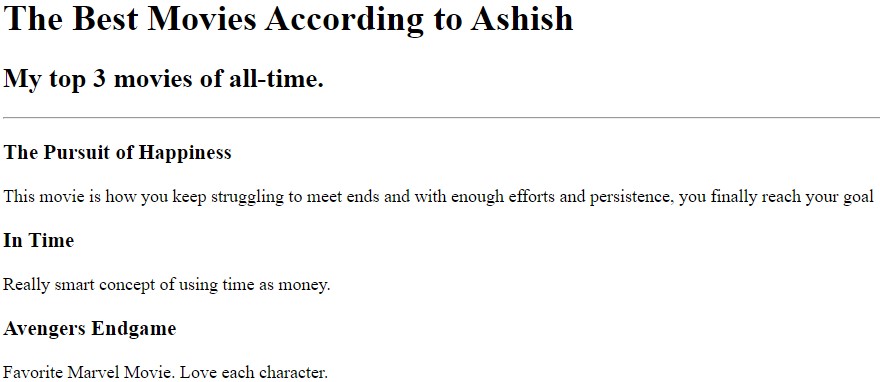 The Best Movies According to Ashish
My top 3 movies of all-time.
The Pursuit of Happiness
This movie is how you keep struggling to meet ends and with enough efforts and persistence, you finally reach your goal
In Time
Really smart concept of using time as money.
Avengers Endgame
Favorite Marvel Movie. Love each character.